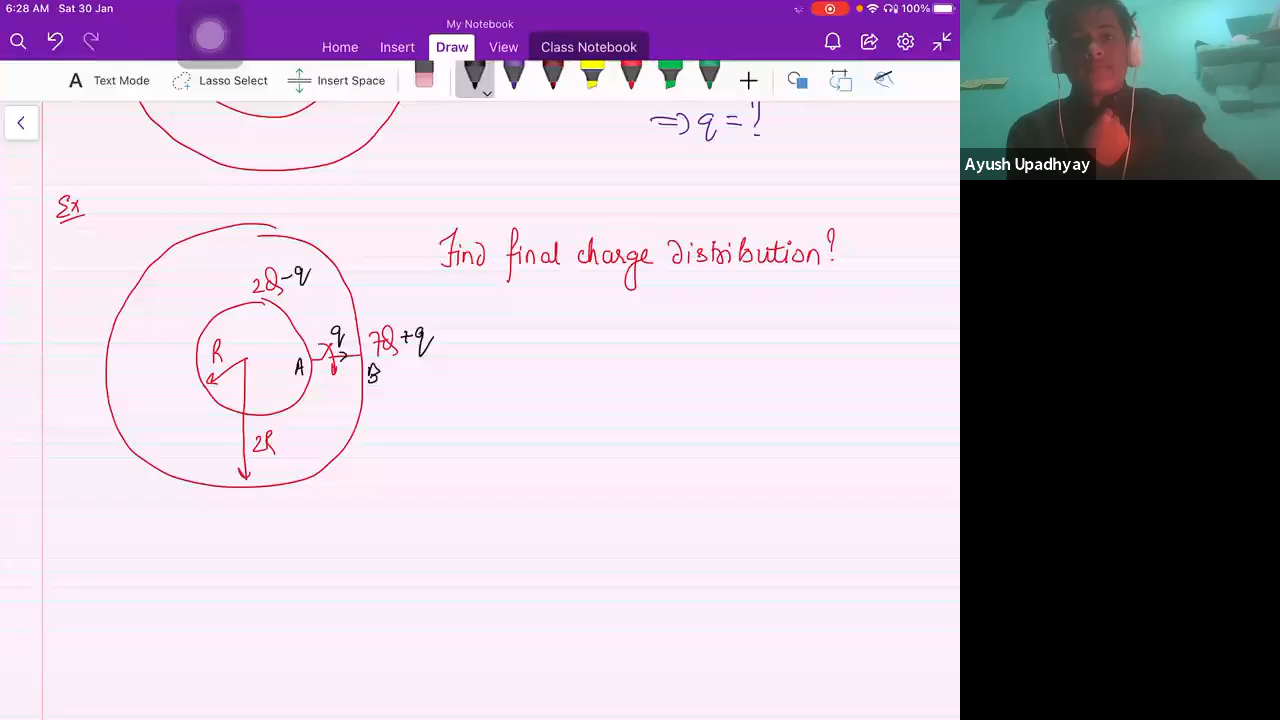 6:28 AM Sat 30 Jan
100%
My Notebook
Home Insert Draw View Class Notebook
A Text Mode Lasso Select Insert Space
⇒ q = ?
Ex
Find final charge distribution?
2Q-q
R
A
q
7Q+q
B
2R
Ayush Upadhyay